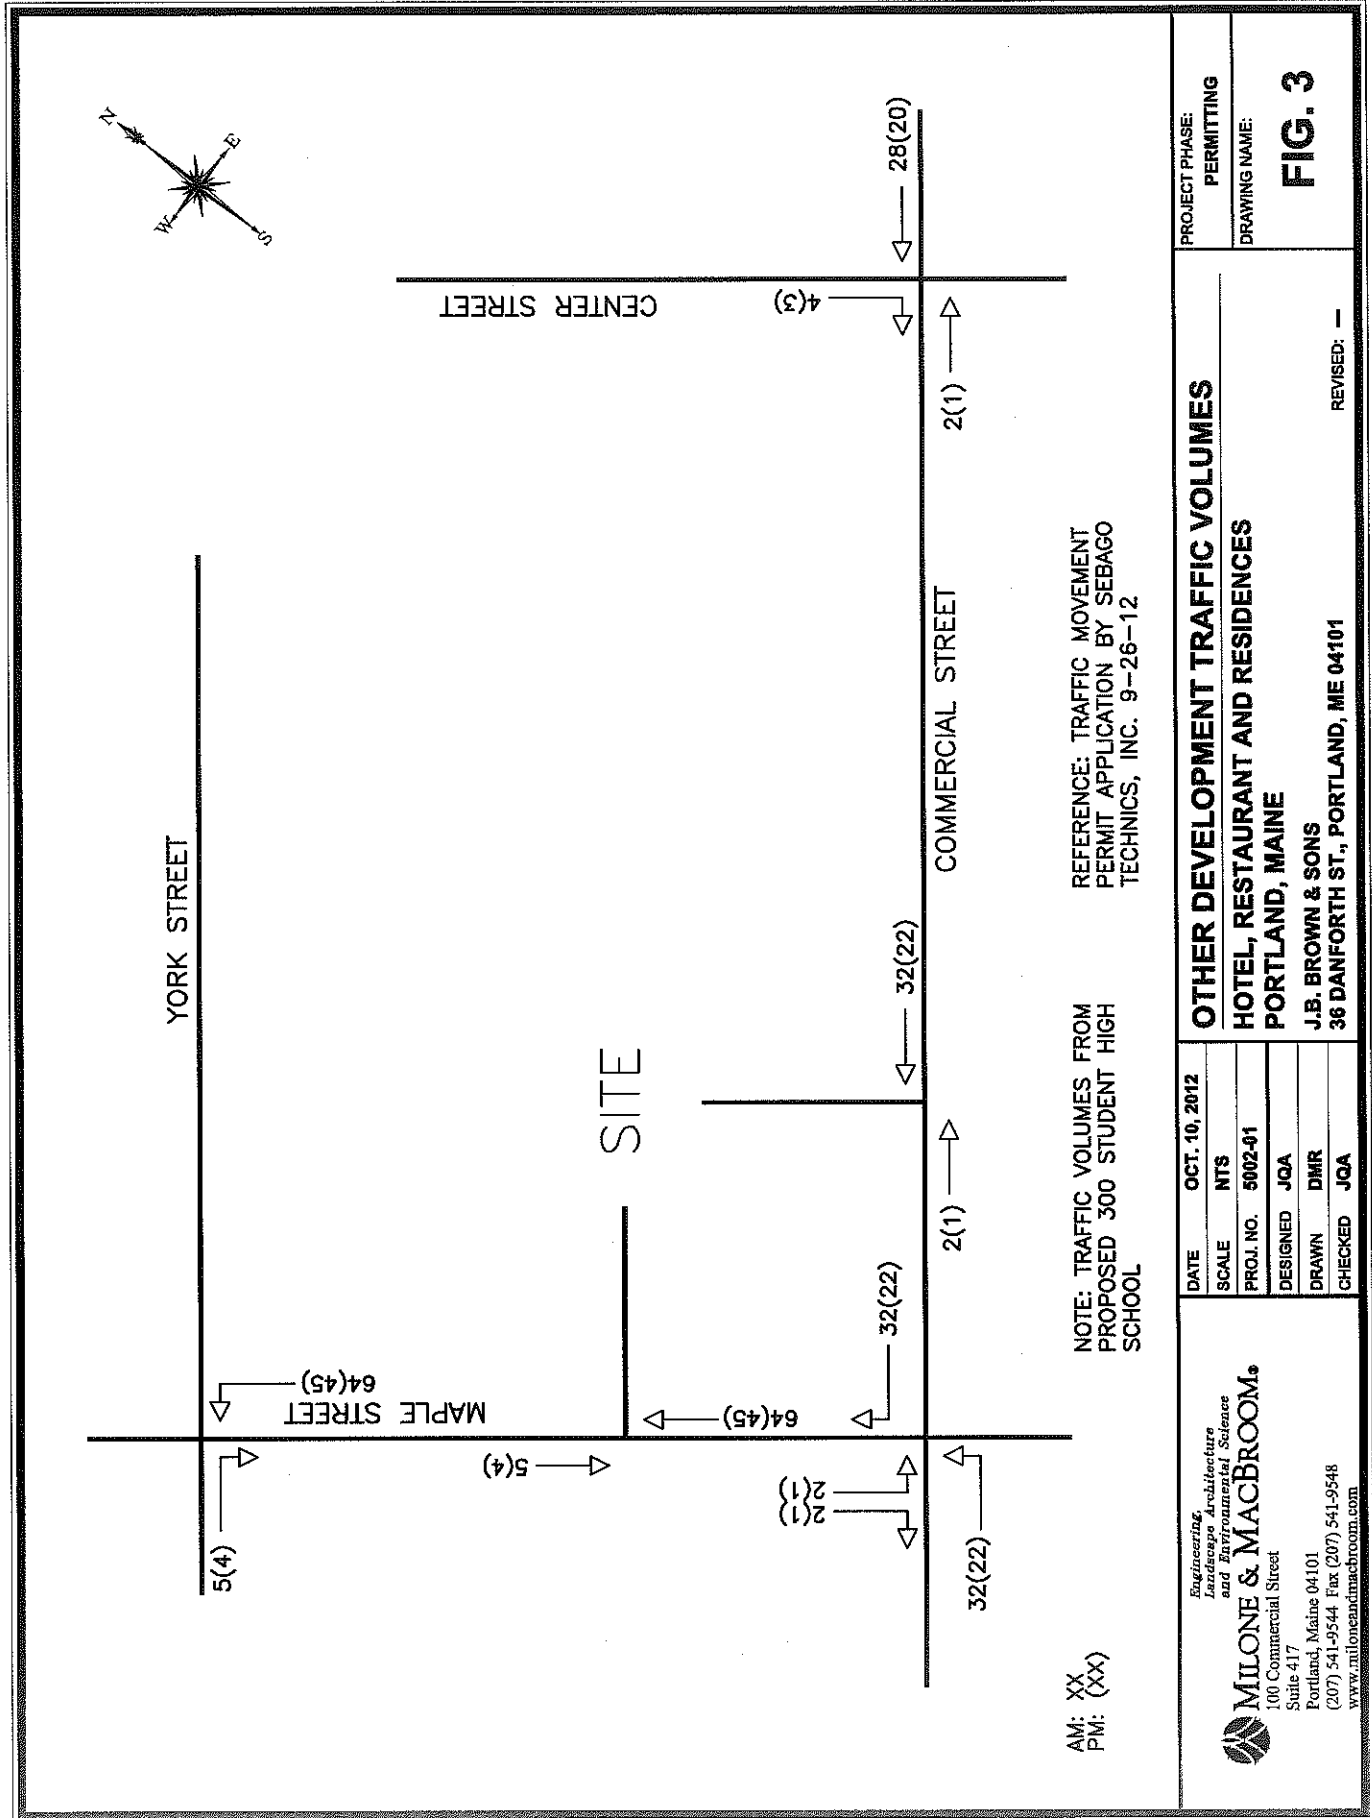 N
E
W
S
YORK STREET
CENTER STREET
MAPLE STREET
COMMERCIAL STREET
SITE
5(4)
64(45)
5(4)
64(45)
2(1)
2(1)
32(22)
32(22)
2(1)
32(22)
4(3)
2(1)
28(20)
AM: XX
PM: (XX)
NOTE: TRAFFIC VOLUMES FROM
PROPOSED 300 STUDENT HIGH
SCHOOL
REFERENCE: TRAFFIC MOVEMENT
PERMIT APPLICATION BY SEBAGO
TECHNICS, INC. 9-26-12
Engineering,
Landscape Architecture
and Environmental Science
MILONE & MACBROOM®
100 Commercial Street
Suite 417
Portland, Maine 04101
(207) 541-9544 Fax (207) 541-9548
www.miloneandmacbroom.com
DATE OCT. 10, 2012
SCALE NTS
PROJ. NO. 5002-01
DESIGNED JQA
DRAWN DMR
CHECKED JQA
OTHER DEVELOPMENT TRAFFIC VOLUMES
HOTEL, RESTAURANT AND RESIDENCES
PORTLAND, MAINE
J.B. BROWN & SONS
36 DANFORTH ST., PORTLAND, ME 04101
REVISED: —
PROJECT PHASE:
PERMITTING
DRAWING NAME:
FIG. 3